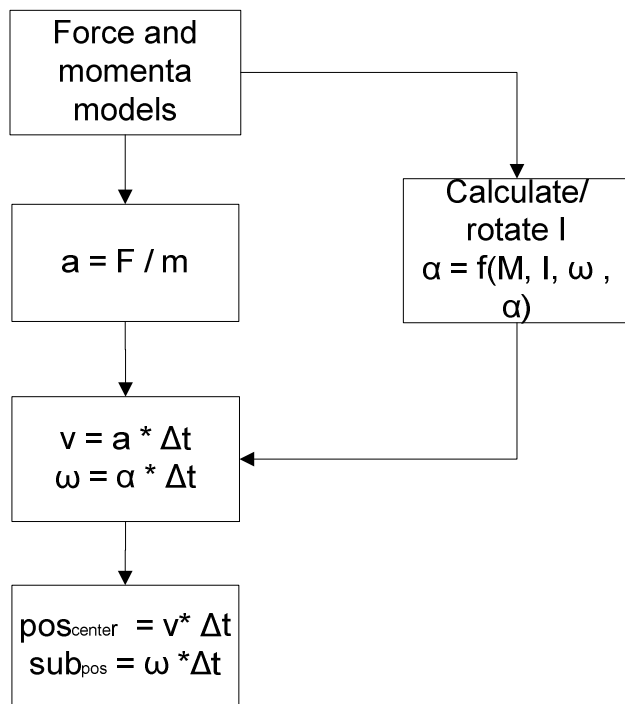 Force and
momenta
models
a = F / m
Calculate/
rotate I
α = f(M, I, ω ,
α)
v = a * Δt
ω = α * Δt
poscenter = v* Δt
subpos = ω *Δt